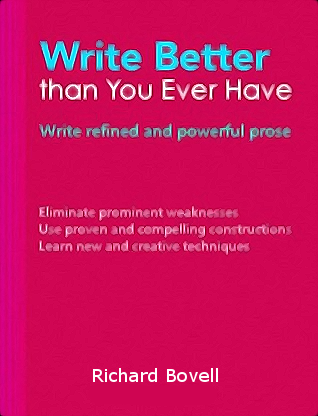 Write Better
than You Ever Have
Write refined and powerful prose
Eliminate prominent weaknesses
Use proven and compelling constructions
Learn new and creative techniques
Richard Bovell